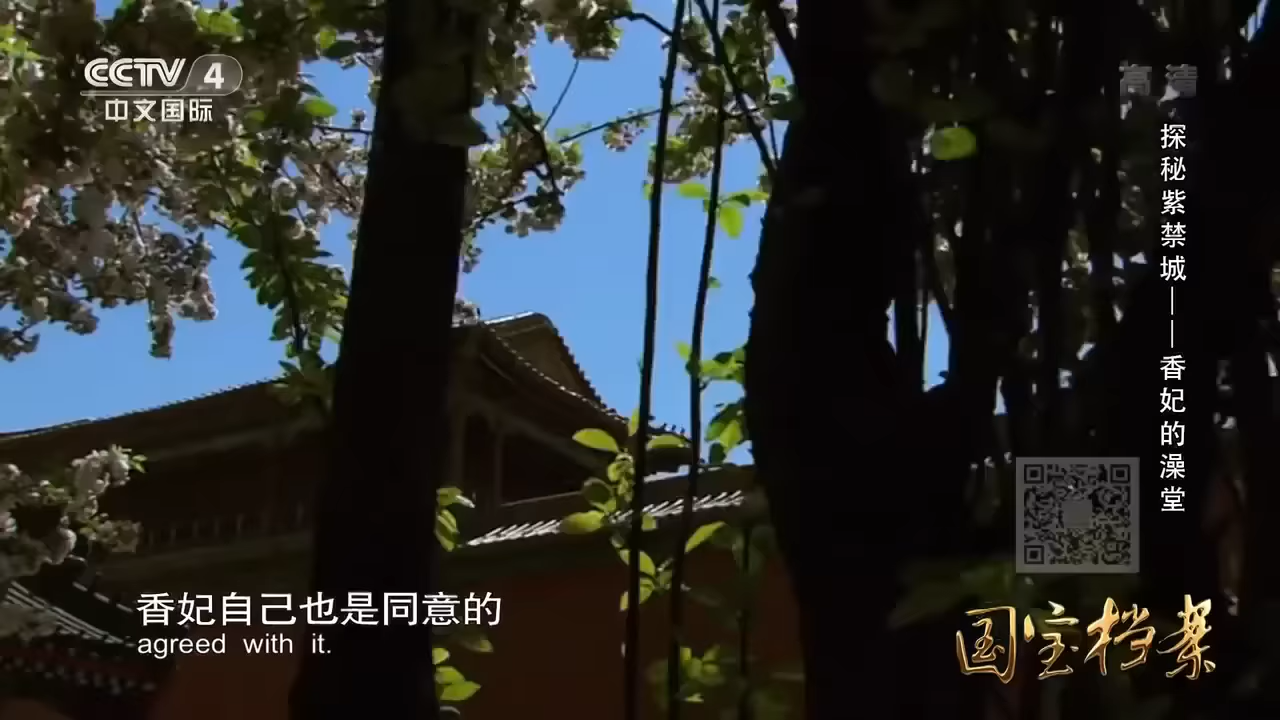 CCTV 4
中文国际
高清
探秘紫禁城——香妃的澡堂
香妃自己也是同意的
agreed with it.
国宝档案